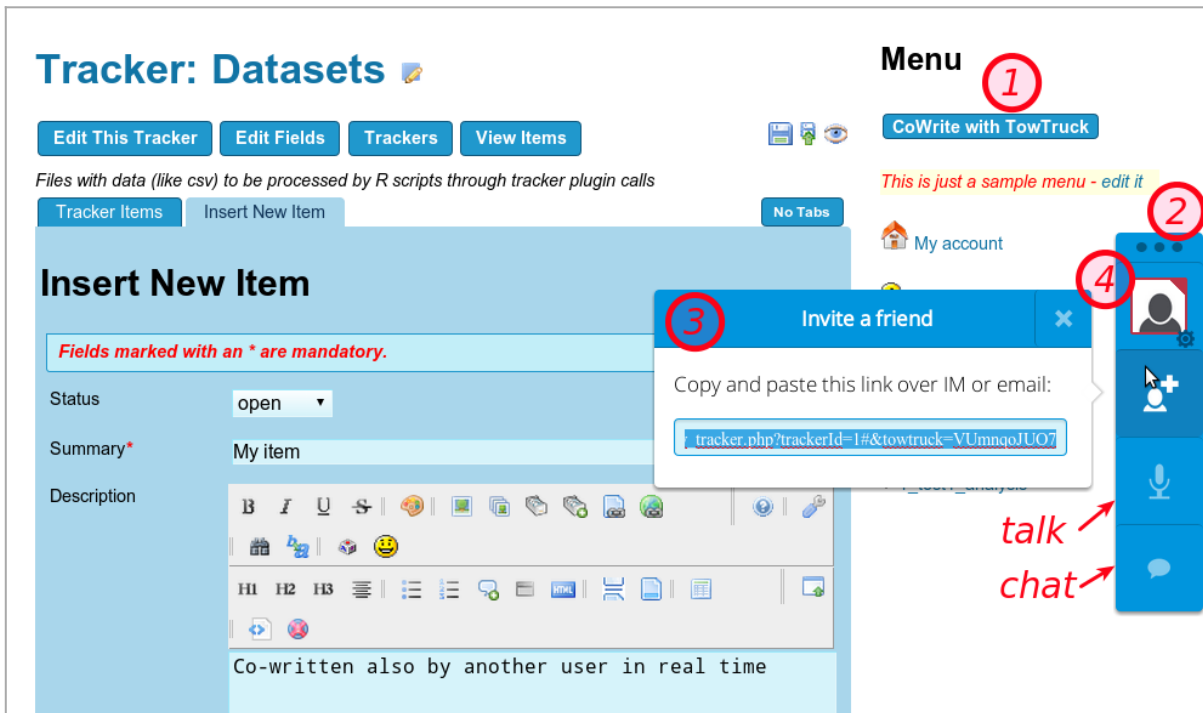 Tracker: Datasets
Edit This Tracker Edit Fields Trackers View Items
Files with data (like csv) to be processed by R scripts through tracker plugin calls
Tracker Items Insert New Item No Tabs
Insert New Item
Fields marked with an * are mandatory.
Status open
Summary* My item
Description
B I U S
H1 H2 H3 HTML
Co-written also by another user in real time
Menu
1
CoWrite with TowTruck
This is just a sample menu - edit it
2
My account
4
3 Invite a friend
Copy and paste this link over IM or email:
_tracker.php?trackerId=1#&towtruck=VUmnqoJUO7
talk
chat